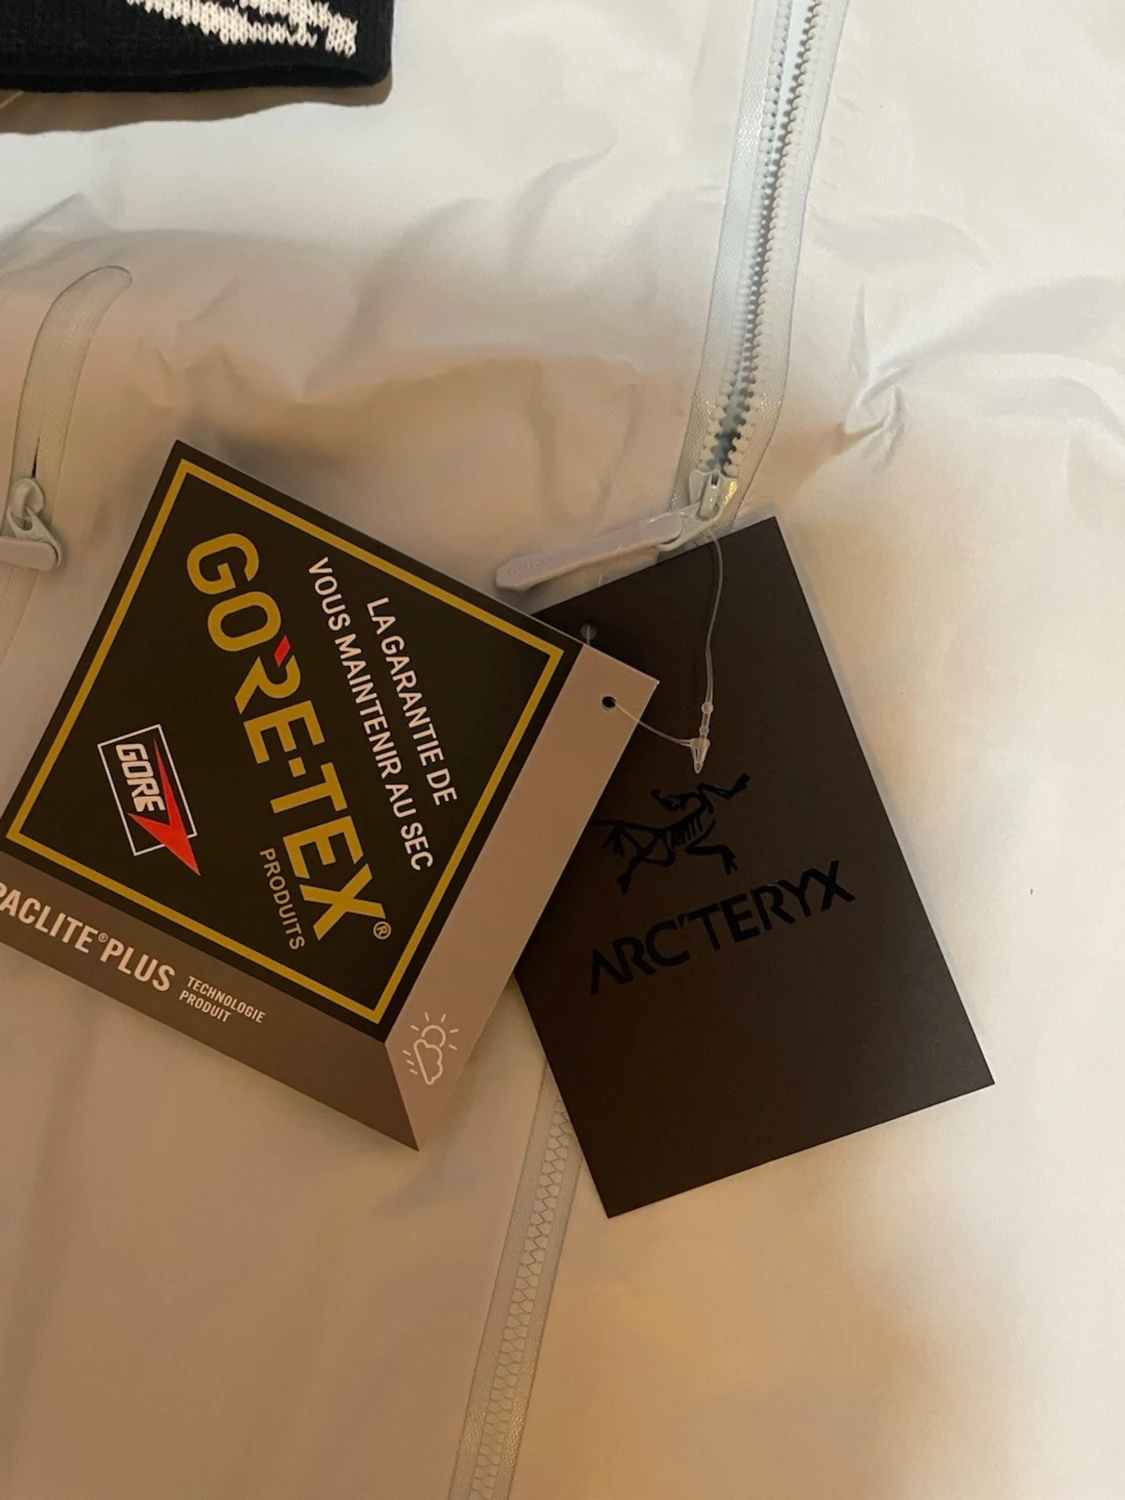 LA GARANTIE DE
VOUS MAINTENIR AU SEC
GORE-TEX®
PRODUITS
GORE
PACLITE®PLUS
TECHNOLOGIE
PRODUIT
ARC'TERYX